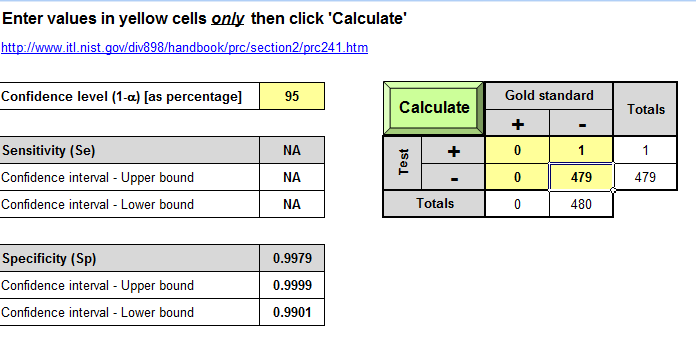 Enter values in yellow cells only then click 'Calculate'
http://www.itl.nist.gov/div898/handbook/prc/section2/prc241.htm
Confidence level (1-α) [as percentage] 95
Sensitivity (Se) NA
Confidence interval - Upper bound NA
Confidence interval - Lower bound NA
Specificity (Sp) 0.9979
Confidence interval - Upper bound 0.9999
Confidence interval - Lower bound 0.9901
Calculate Gold standard Totals
+ -
Test + 0 1 1
- 0 479 479
Totals 0 480